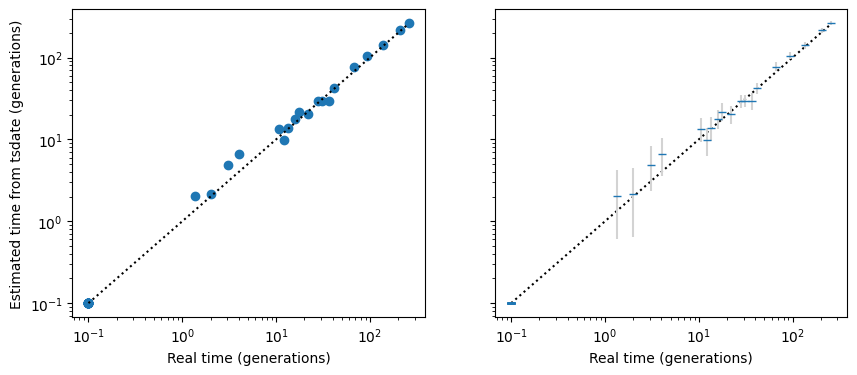 Estimated time from tsdate (generations)
10²
10¹
10⁰
10⁻¹
10⁻¹ 10⁰ 10¹ 10² 10⁻¹ 10⁰ 10¹ 10²
Real time (generations) Real time (generations)